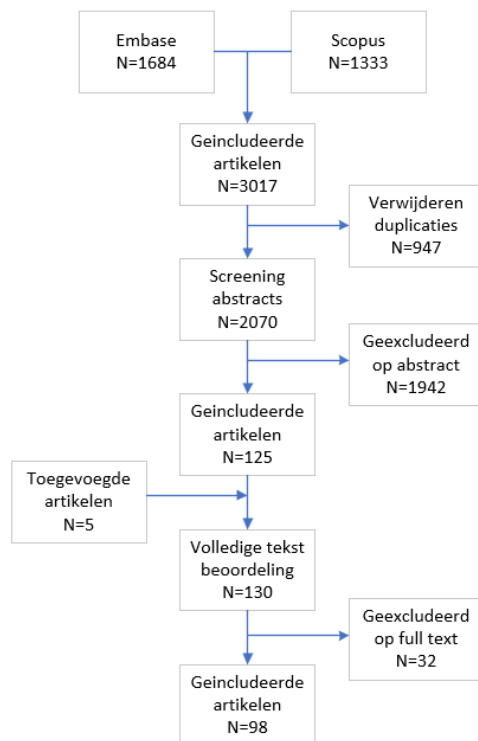 Embase
N=1684
Scopus
N=1333
Geincludeerde
artikelen
N=3017
Verwijderen
duplicaties
N=947
Screening
abstracts
N=2070
Geexcludeerd
op abstract
N=1942
Geincludeerde
artikelen
N=125
Toegevoegde
artikelen
N=5
Volledige tekst
beoordeling
N=130
Geexcludeerd
op full text
N=32
Geincludeerde
artikelen
N=98